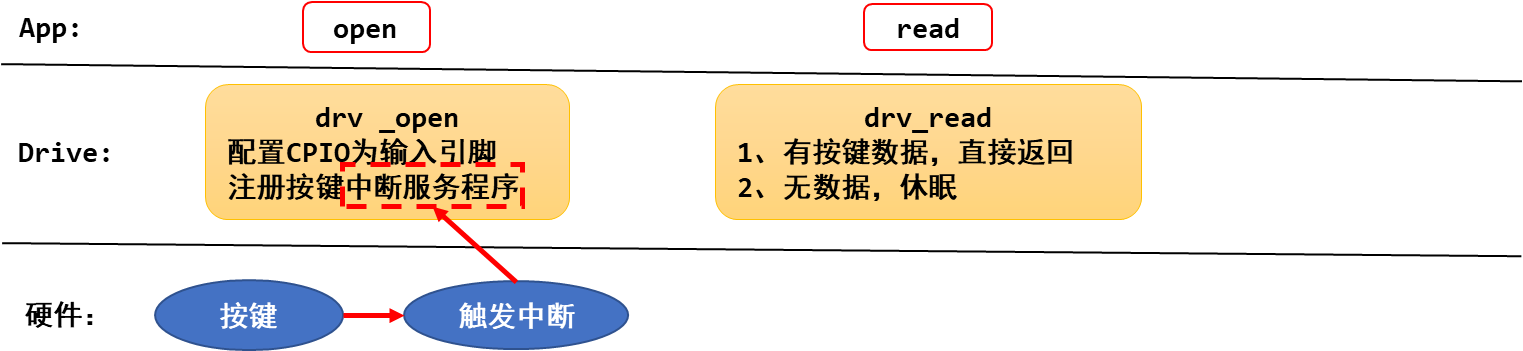 App:
open
read
Drive:
drv _open
配置CPIO为输入引脚
注册按键中断服务程序
drv_read
1、有按键数据，直接返回
2、无数据，休眠
硬件：
按键
触发中断